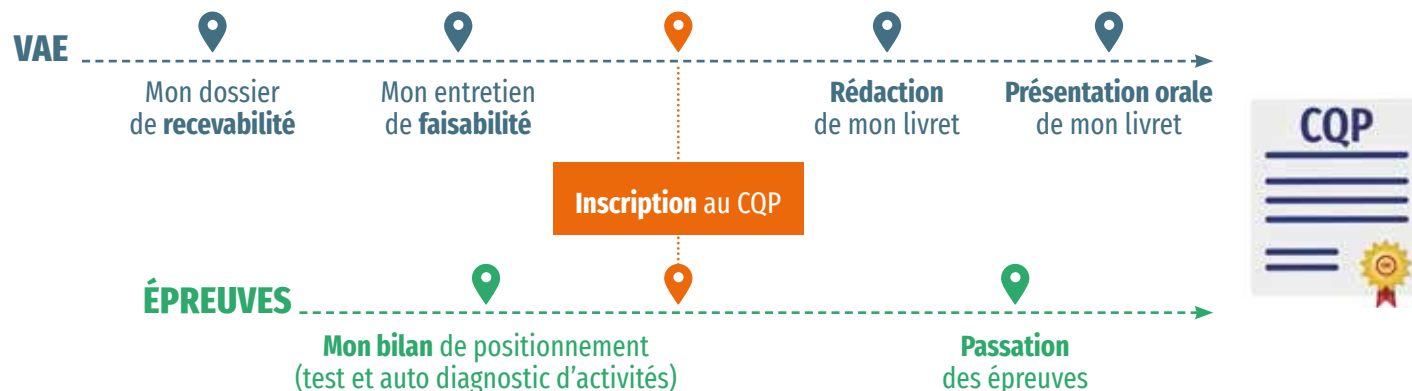 VAE
Mon dossier
de recevabilité
Mon entretien
de faisabilité
Rédaction
de mon livret
Présentation orale
de mon livret
CQP
Inscription au CQP
ÉPREUVES
Mon bilan de positionnement
(test et auto diagnostic d’activités)
Passation
des épreuves